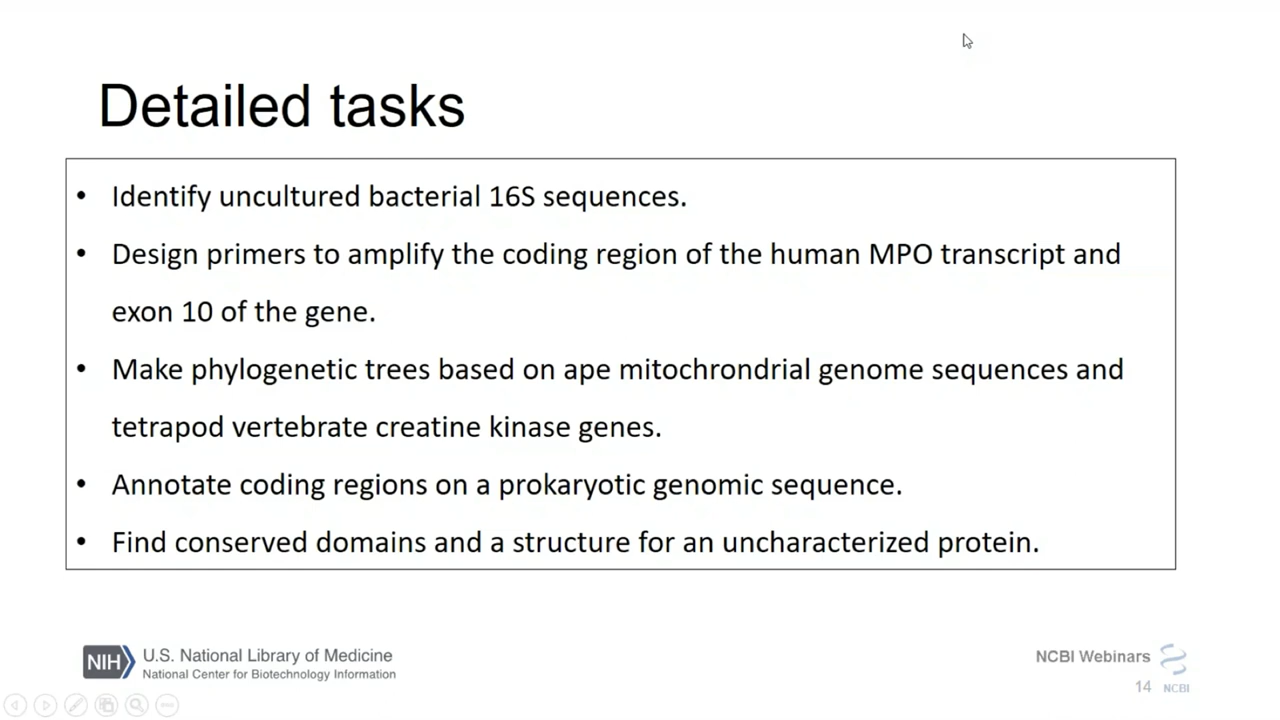 Detailed tasks
• Identify uncultured bacterial 16S sequences.
• Design primers to amplify the coding region of the human MPO transcript and
exon 10 of the gene.
• Make phylogenetic trees based on ape mitochrondrial genome sequences and
tetrapod vertebrate creatine kinase genes.
• Annotate coding regions on a prokaryotic genomic sequence.
• Find conserved domains and a structure for an uncharacterized protein.
NIH U.S. National Library of Medicine
National Center for Biotechnology Information
NCBI Webinars
14 NCBI